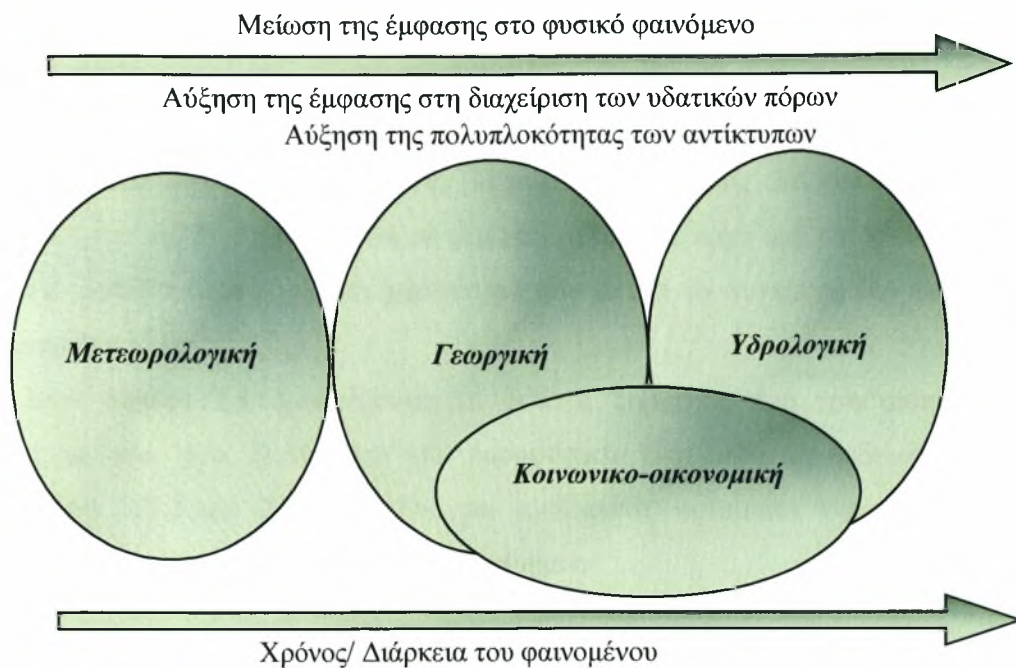 Μείωση της έμφασης στο φυσικό φαινόμενο
Αύξηση της έμφασης στη διαχείριση των υδατικών πόρων
Αύξηση της πολυπλοκότητας των αντίκτυπων
Μετεωρολογική
Γεωργική
Υδρολογική
Κοινωνικο-οικονομική
Χρόνος/ Διάρκεια του φαινομένου